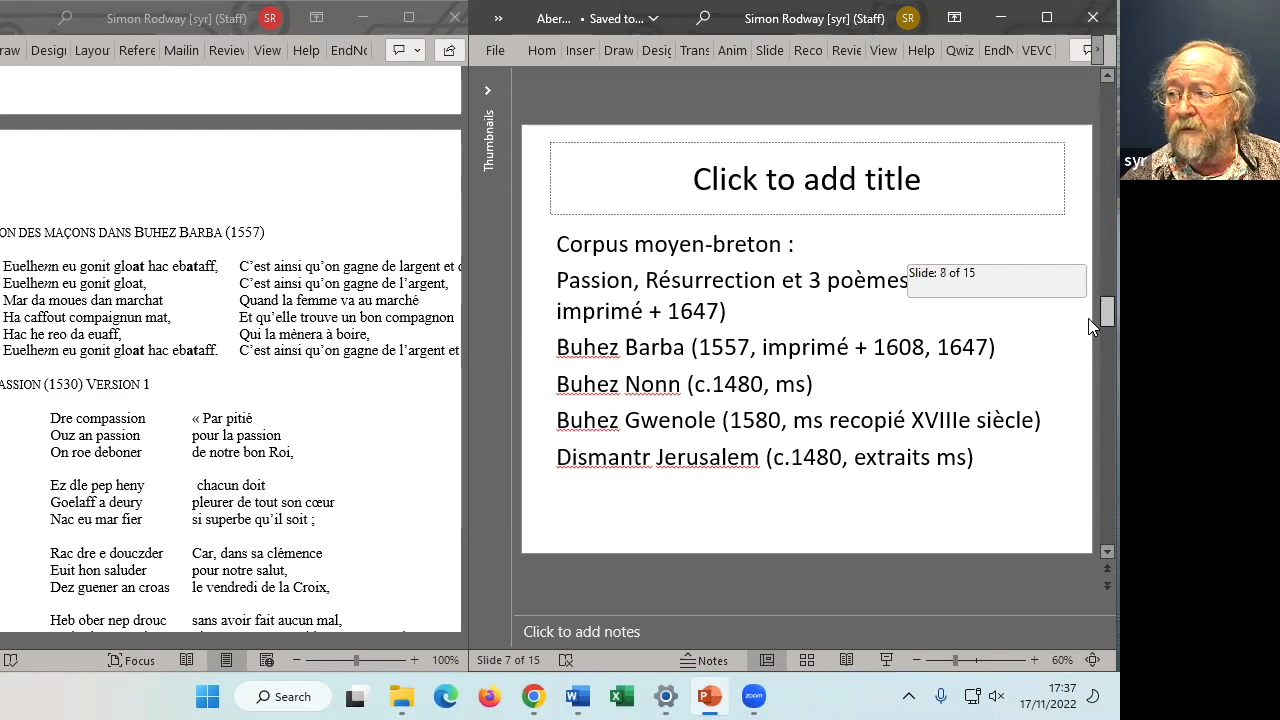 Simon Rodway [syr] (Staff) SR
raw Design Layou Refere Mailin Review View Help EndNo
ON DES MAÇONS DANS BUHEZ BARBA (1557)
Euelhenn eu gonit gloat hac ebataff, C’est ainsi qu’on gagne de largent et
Euelhenn eu gonit gloat, C’est ainsi qu’on gagne de l’argent,
Mar da moues dan marchat Quand la femme va au marché
Ha caffout compaignun mat, Et qu’elle trouve un bon compagnon
Hac he reo da euaff, Qui la mènera à boire,
Euelhenn eu gonit gloat hac ebataff. C’est ainsi qu’on gagne de l’argent et
ASSION (1530) VERSION 1
Dre compassion « Par pitié
Ouz an passion pour la passion
On roe deboner de notre bon Roi,
Ez dle pep heny chacun doit
Goelaff a deury pleurer de tout son cœur
Nac eu mar fier si superbe qu’il soit ;
Rac dre e douczder Car, dans sa clémence
Euit hon saluder pour notre salut,
Dez guener an croas le vendredi de la Croix,
Heb ober nep drouc sans avoir fait aucun mal,
Focus 100%
Aber... • Saved to... Simon Rodway [syr] (Staff) SR
File Hom Inser Draw Desig Trans Anim Slide Reco Revie View Help Qwiz EndN VEVC
Thumbnails
Click to add title
Corpus moyen-breton :
Passion, Résurrection et 3 poèmes
imprimé + 1647)
Slide: 8 of 15
Buhez Barba (1557, imprimé + 1608, 1647)
Buhez Nonn (c.1480, ms)
Buhez Gwenole (1580, ms recopié XVIIIe siècle)
Dismantr Jerusalem (c.1480, extraits ms)
Click to add notes
Slide 7 of 15 Notes 60%
syr
Search
zoom
17:37
17/11/2022